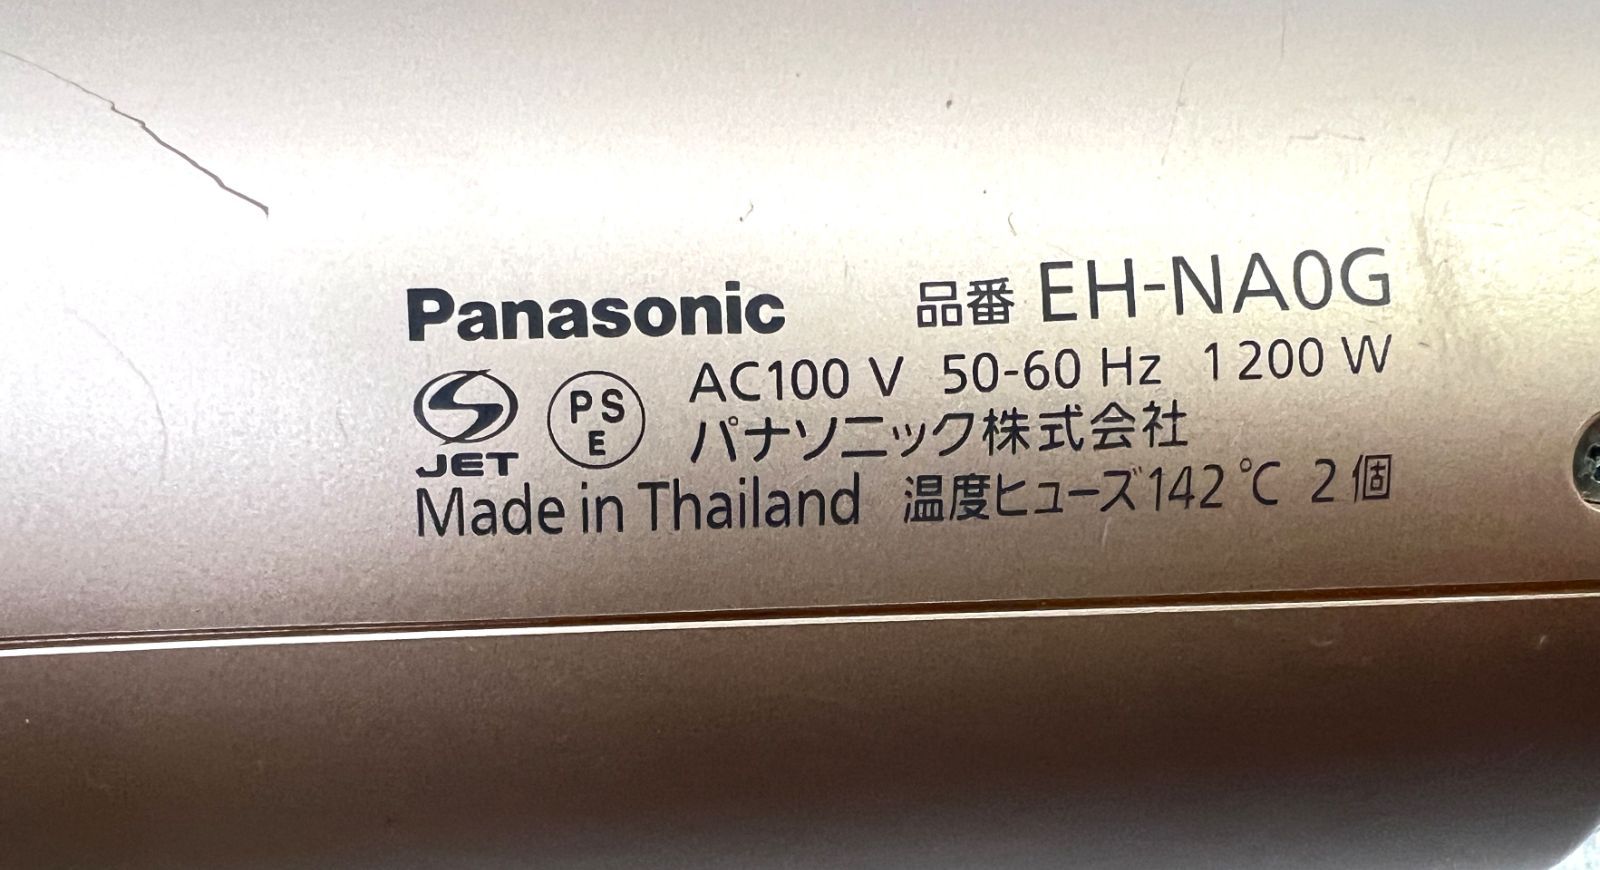 Panasonic 品番 EH-NA0G
AC100 V 50-60 Hz 1200 W
JET PS E パナソニック株式会社
Made in Thailand 温度ヒューズ142℃ 2個